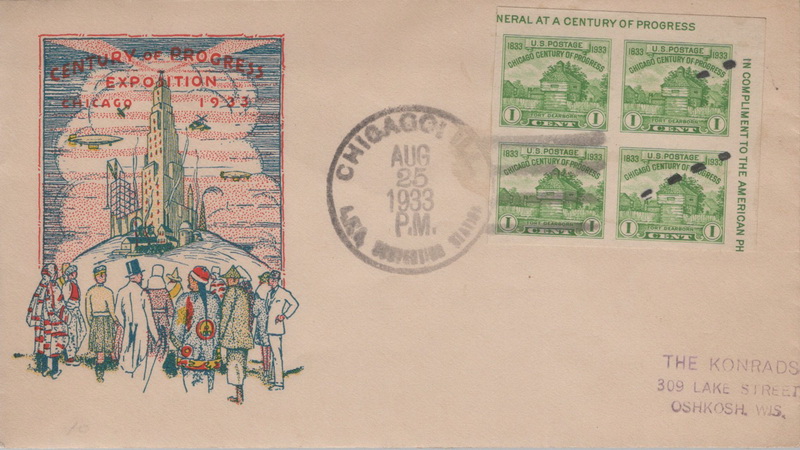 CENTURY OF PROGRESS
EXPOSITION
CHICAGO 1933
CHICAGO
AUG
25
1933
P.M.
NERAL AT A CENTURY OF PROGRESS
IN COMPLIMENT TO THE AMERICAN PH
1833 U.S. POSTAGE 1933
CHICAGO CENTURY OF PROGRESS
FORT DEARBORN
1 CENT 1
1833 U.S. POSTAGE 1933
CHICAGO CENTURY OF PROGRESS
FORT DEARBORN
1 CENT 1
1833 U.S. POSTAGE 1933
CHICAGO CENTURY OF PROGRESS
FORT DEARBORN
1 CENT 1
1833 U.S. POSTAGE 1933
CHICAGO CENTURY OF PROGRESS
FORT DEARBORN
1 CENT 1
THE KONRADS
309 LAKE STREET
OSHKOSH, WIS.